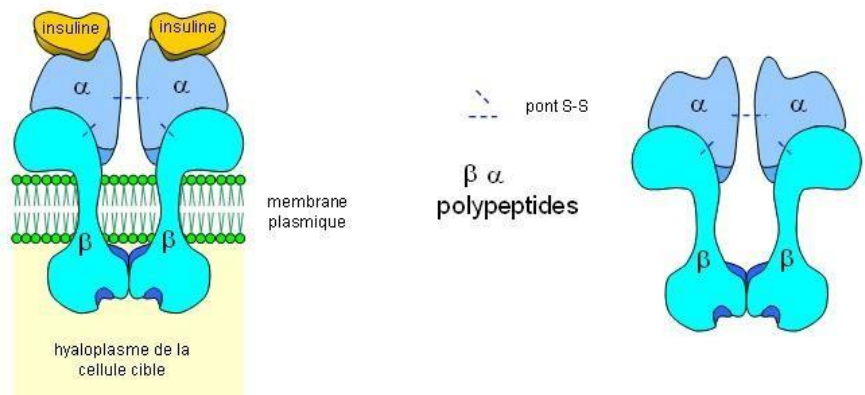 insuline
insuline
α
α
β
β
membrane
plasmique
hyaloplasme de la
cellule cible
pont S-S
β α
polypeptides
α
α
β
β